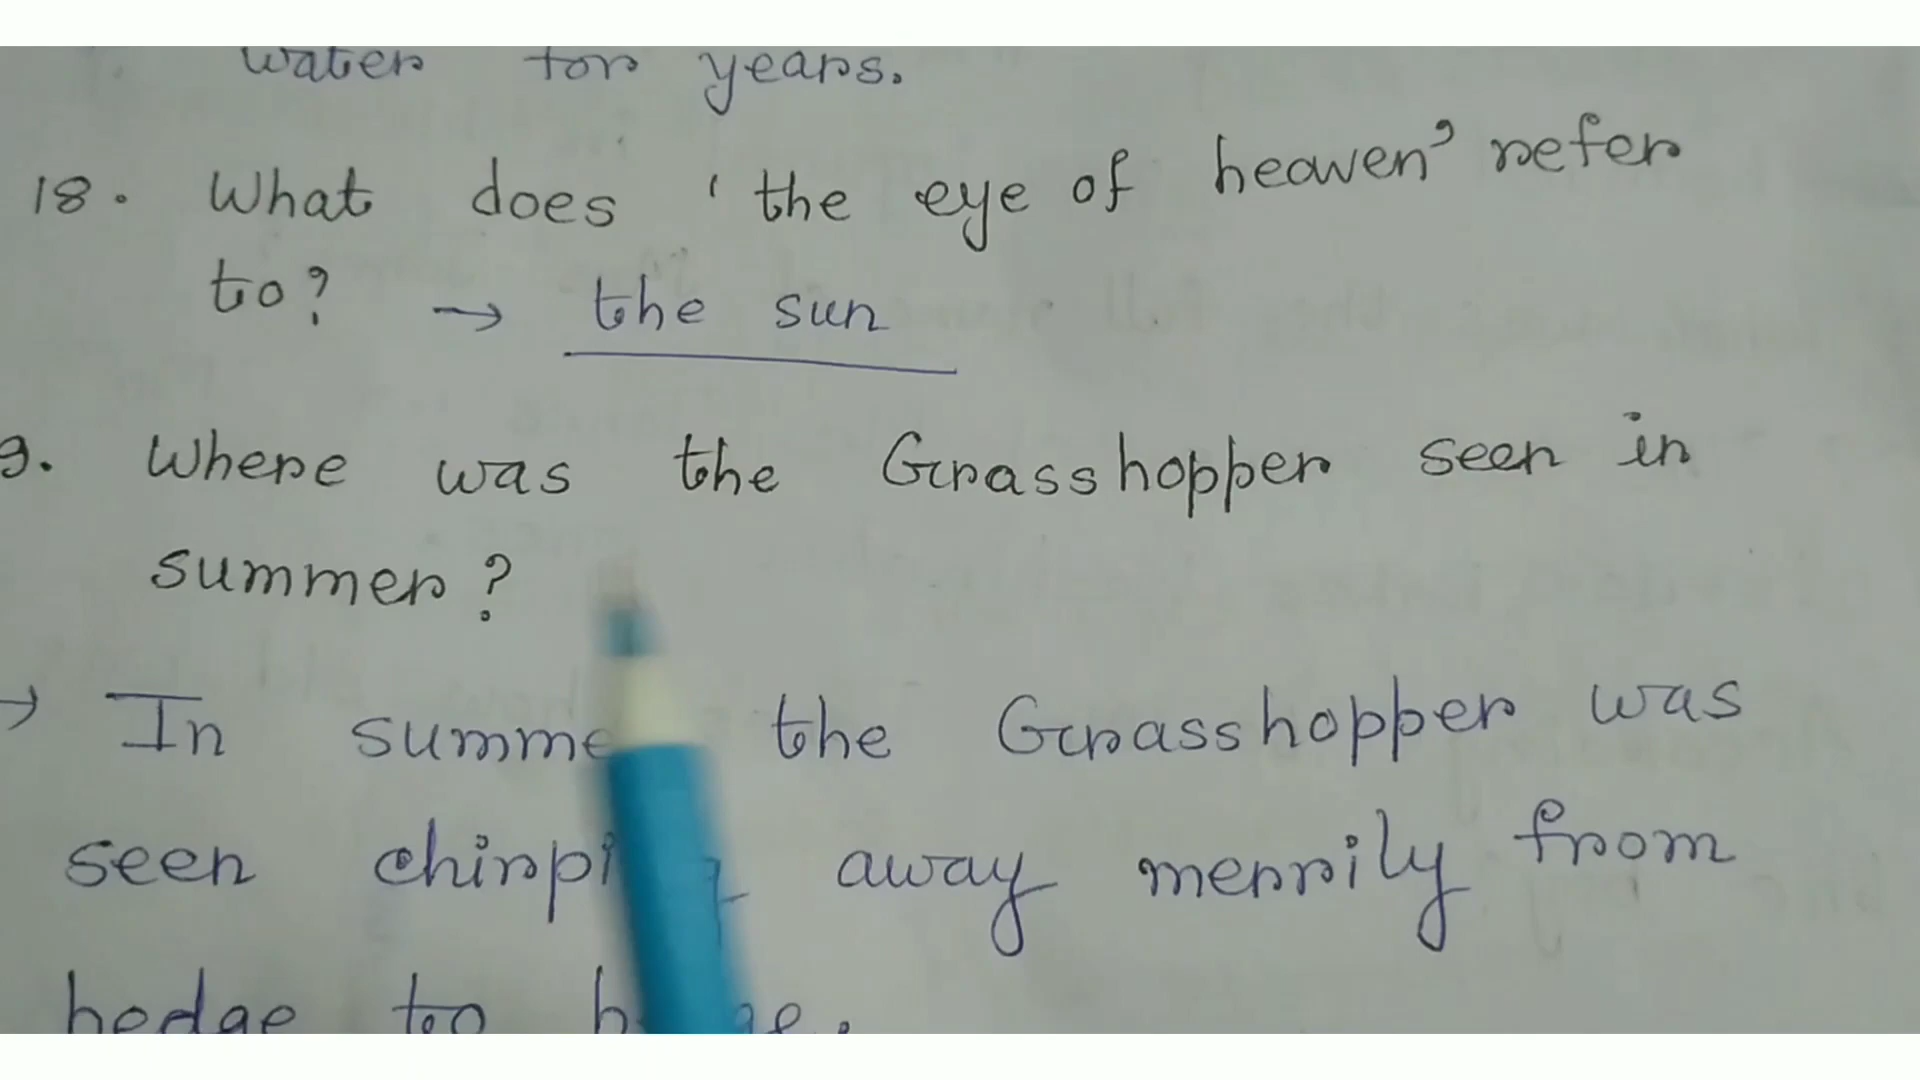 water for years.
18. What does 'the eye of heaven' refer
to? → the sun
9. Where was the Grasshopper seen in
summer?
→ In the Grasshopper was
seen away merrily from
hedge to